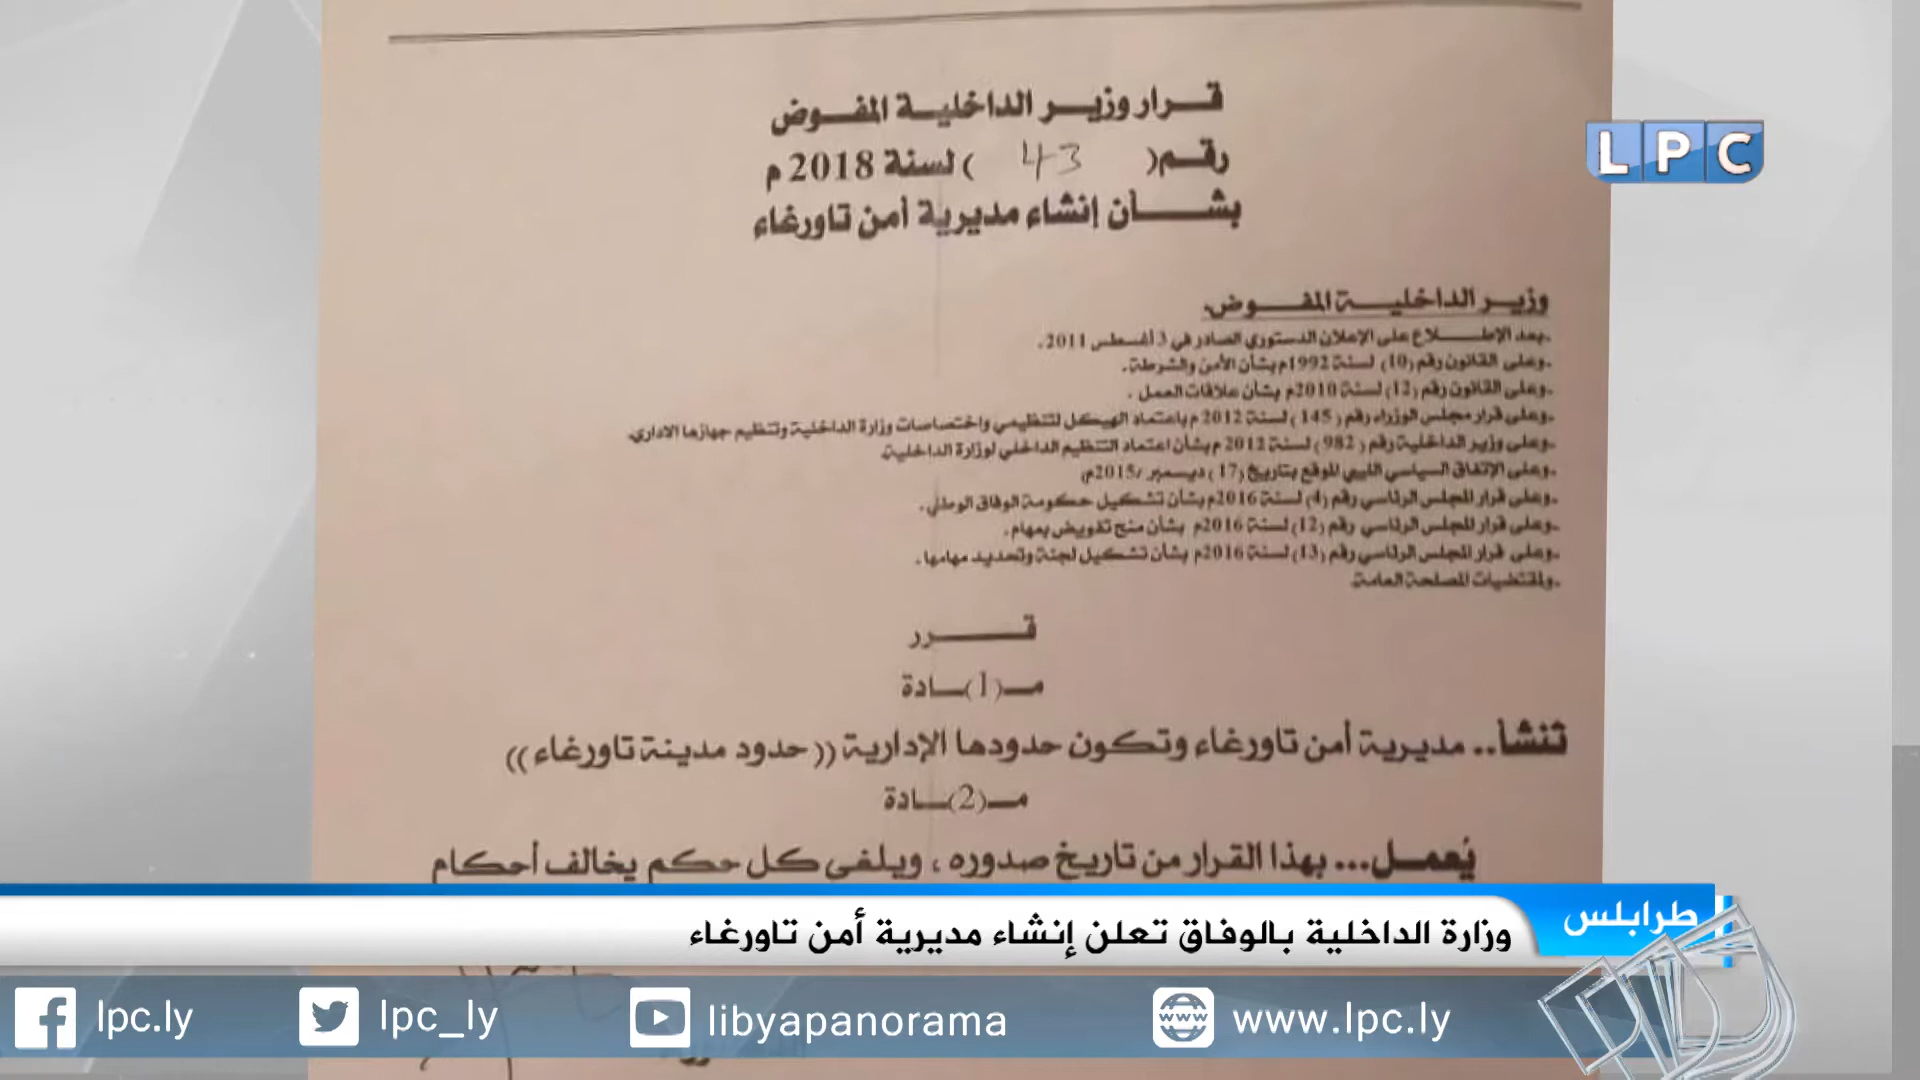 قرار وزير الداخلية المفوض
رقم ( 43 ) لسنة 2018 م
بشأن إنشاء مديرية أمن تاورغاء
LPC
وزير الداخلية المفوض
-بعد الإطلاع على الإعلان الدستوري الصادر في 3 أغسطس 2011 .
-وعلى القانون رقم (10) لسنة 1992م بشأن الأمن والشرطة .
-وعلى القانون رقم (12) لسنة 2010م بشأن علاقات العمل .
-وعلى قرار مجلس الوزراء رقم ( 145 ) لسنة 2012 م باعتماد الهيكل لتنظيمي واختصاصات وزارة الداخلية وتنظيم جهازها الاداري.
-وعلى وزير الداخلية رقم ( 982 ) لسنة 2012 م بشأن اعتماد التنظيم الداخلي لوزارة الداخلية.
-وعلى الإتفاق السياسي الليبي الموقع بتاريخ (17 ) ديسمبر /2015م
-وعلى قرار المجلس الرئاسي رقم (4) لسنة 2016م بشأن تشكيل حكومة الوفاق الوطني .
-وعلى قرار المجلس الرئاسي رقم (12) لسنة 2016م بشأن منح تفويض بمهام .
-وعلى قرار المجلس الرئاسي رقم (13) لسنة 2016م بشأن تشكيل لجنة وتحديد مهامها .
-ولمقتضيات المصلحة العامة
قرر
مـ(1)ـادة
تنشأ.. مديرية أمن تاورغاء وتكون حدودها الإدارية (( حدود مدينة تاورغاء ))
مـ(2)ـادة
يُعمل... بهذا القرار من تاريخ صدوره ، ويلغى كل حكم يخالف أحكام
طرابلس
وزارة الداخلية بالوفاق تعلن إنشاء مديرية أمن تاورغاء
lpc.ly
lpc_ly
libyapanorama
www.lpc.ly